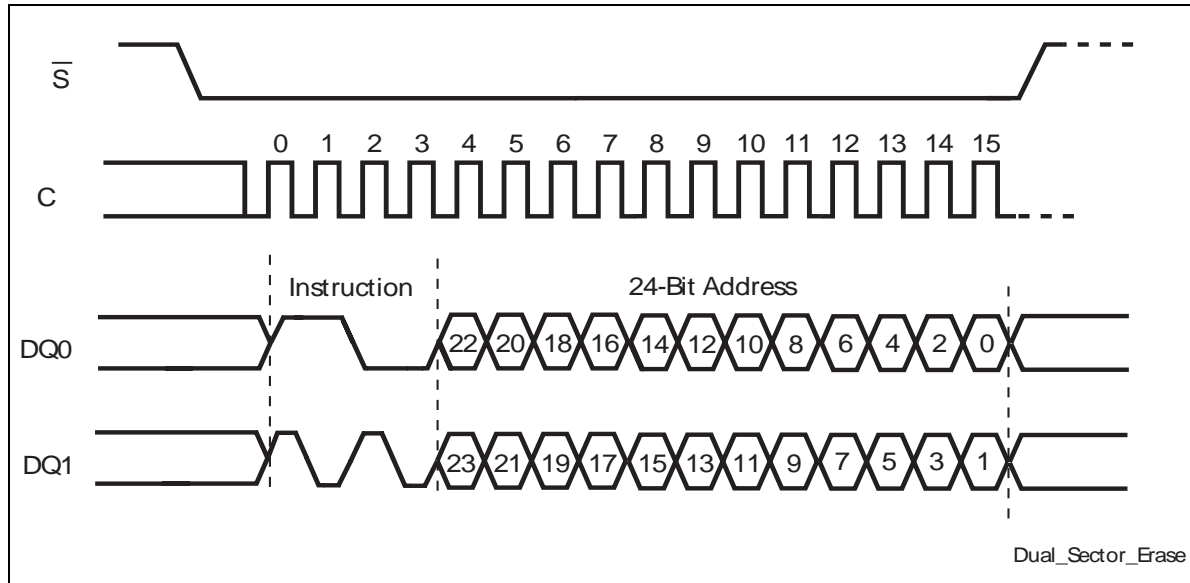 S
0 1 2 3 4 5 6 7 8 9 10 11 12 13 14 15
C
Instruction 24-Bit Address
DQ0 22 20 18 16 14 12 10 8 6 4 2 0
DQ1 23 21 19 17 15 13 11 9 7 5 3 1
Dual_Sector_Erase